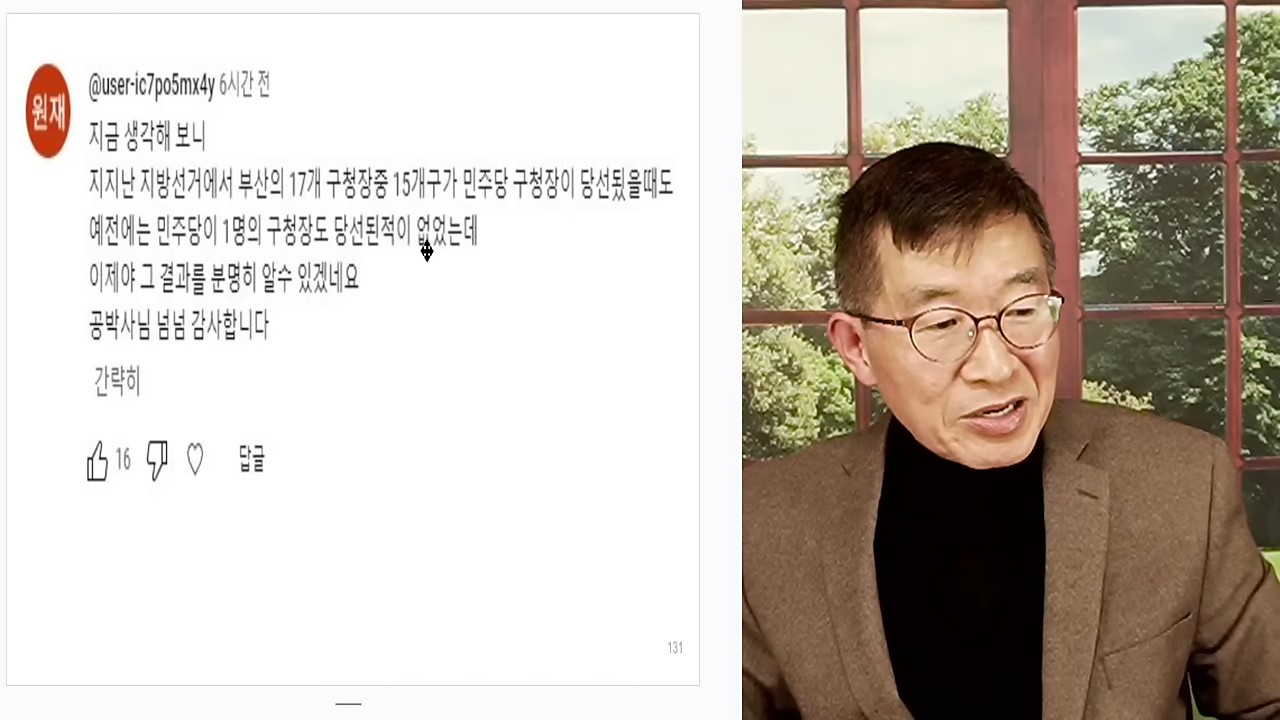 원재
@user-ic7po5mx4y 6시간 전
지금 생각해 보니
지지난 지방선거에서 부산의 17개 구청장중 15개구가 민주당 구청장이 당선됬을때도
예전에는 민주당이 1명의 구청장도 당선된적이 없었는데
이제야 그 결과를 분명히 알수 있겠네요
공박사님 넘넘 감사합니다
간략히
16
답글
131